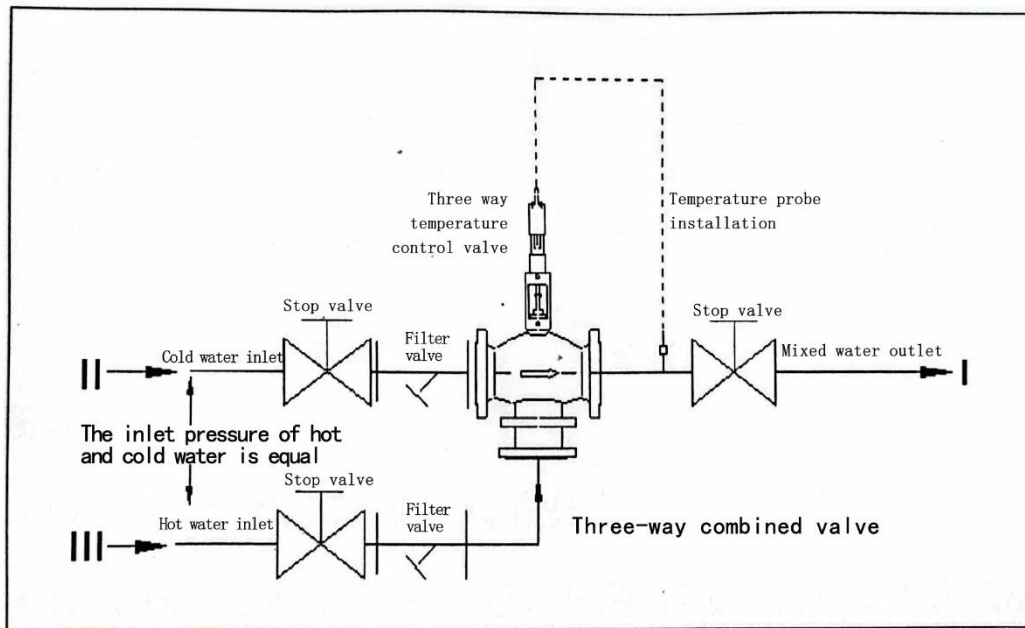 Three way
temperature
control valve
Temperature probe
installation
Stop valve
Filter
valve
Stop valve
II
Cold water inlet
Mixed water outlet
I
The inlet pressure of hot
and cold water is equal
Stop valve
Filter
valve
III
Hot water inlet
Three-way combined valve